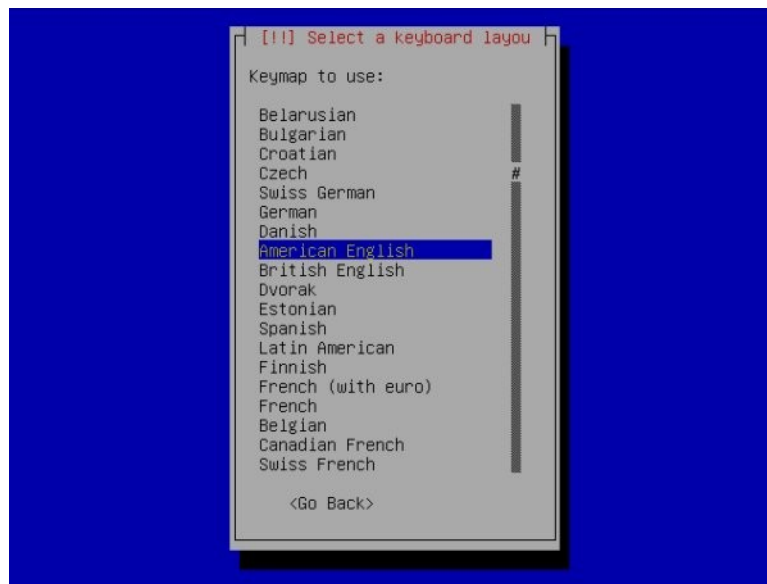 [!!] Select a keyboard layou
Keymap to use:
Belarusian
Bulgarian
Croatian
Czech #
Swiss German
German
Danish
American English
British English
Dvorak
Estonian
Spanish
Latin American
Finnish
French (with euro)
French
Belgian
Canadian French
Swiss French
<Go Back>